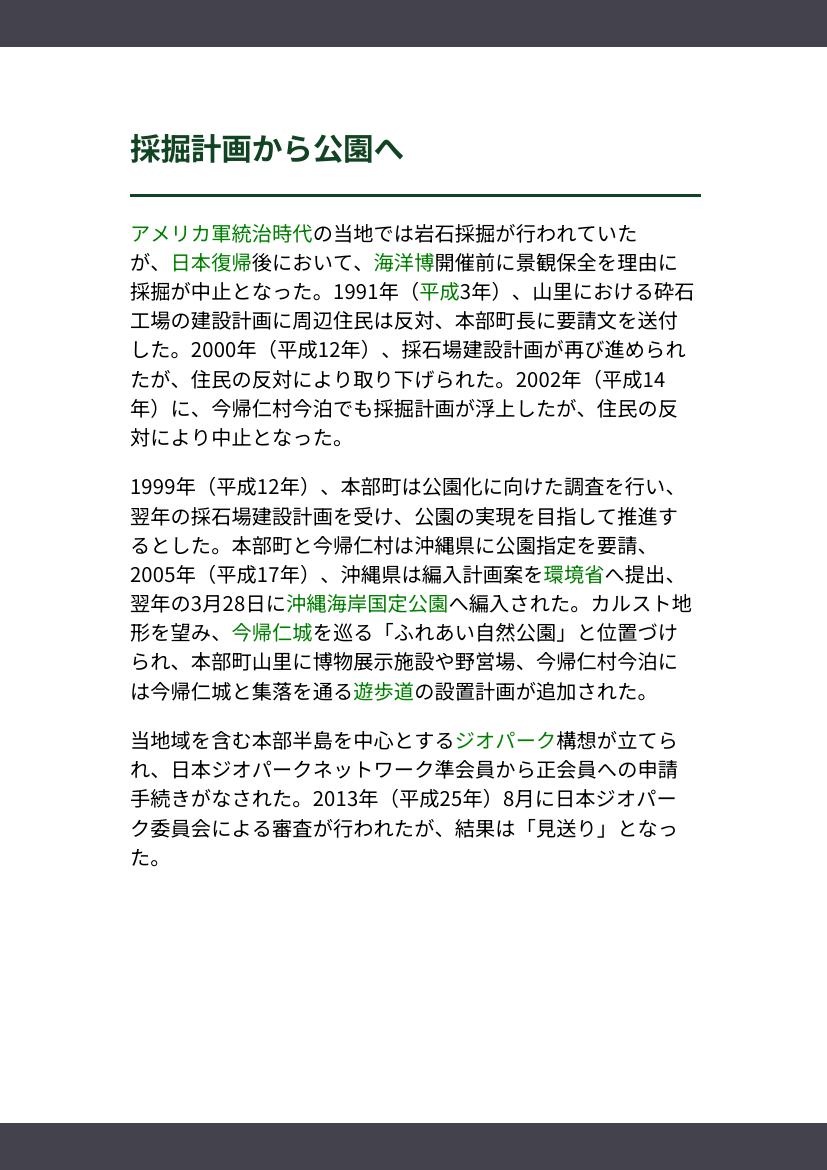 採掘計画から公園へ
アメリカ軍統治時代の当地では岩石採掘が行われていた
が、日本復帰後において、海洋博開催前に景観保全を理由に
採掘が中止となった。1991年（平成3年）、山里における砕石
工場の建設計画に周辺住民は反対、本部町長に要請文を送付
した。2000年（平成12年）、採石場建設計画が再び進められ
たが、住民の反対により取り下げられた。2002年（平成14
年）に、今帰仁村今泊でも採掘計画が浮上したが、住民の反
対により中止となった。
1999年（平成12年）、本部町は公園化に向けた調査を行い、
翌年の採石場建設計画を受け、公園の実現を目指して推進す
るとした。本部町と今帰仁村は沖縄県に公園指定を要請、
2005年（平成17年）、沖縄県は編入計画案を環境省へ提出、
翌年の3月28日に沖縄海岸国定公園へ編入された。カルスト地
形を望み、今帰仁城を巡る「ふれあい自然公園」と位置づけ
られ、本部町山里に博物展示施設や野営場、今帰仁村今泊に
は今帰仁城と集落を通る遊歩道の設置計画が追加された。
当地域を含む本部半島を中心とするジオパーク構想が立てら
れ、日本ジオパークネットワーク準会員から正会員への申請
手続きがなされた。2013年（平成25年）8月に日本ジオパー
ク委員会による審査が行われたが、結果は「見送り」となっ
た。